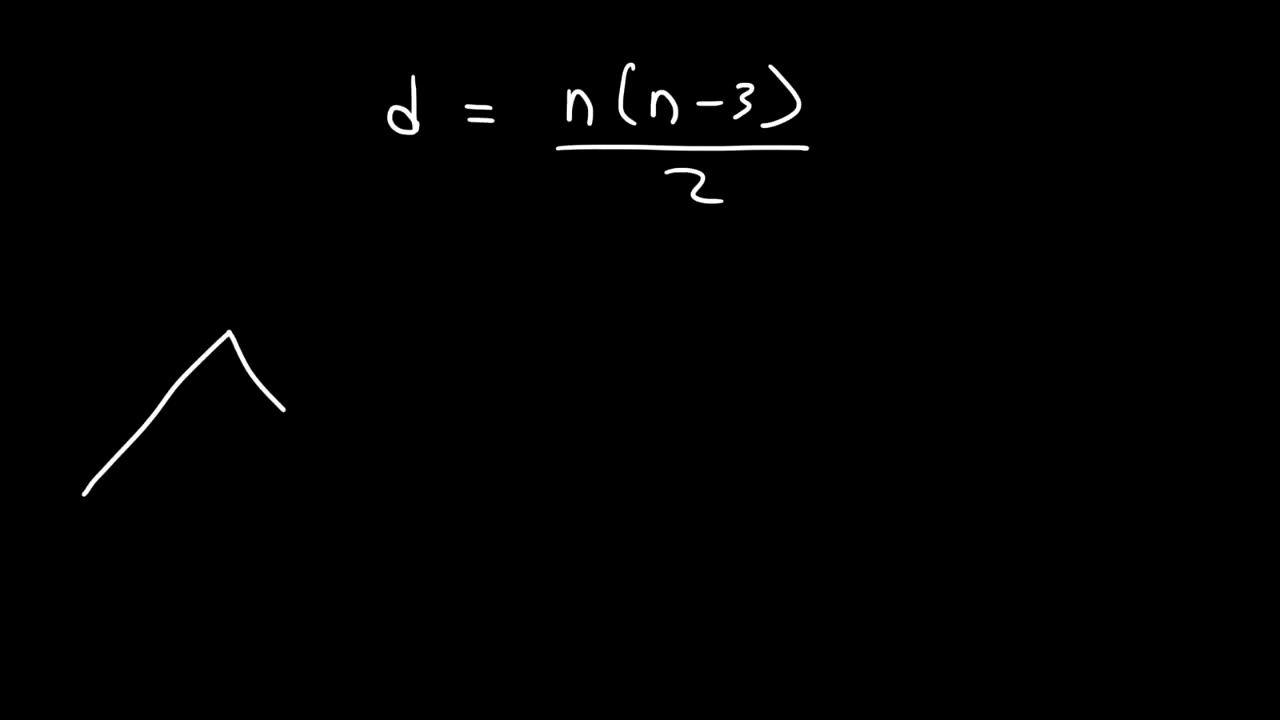 d = n(n-3)
2